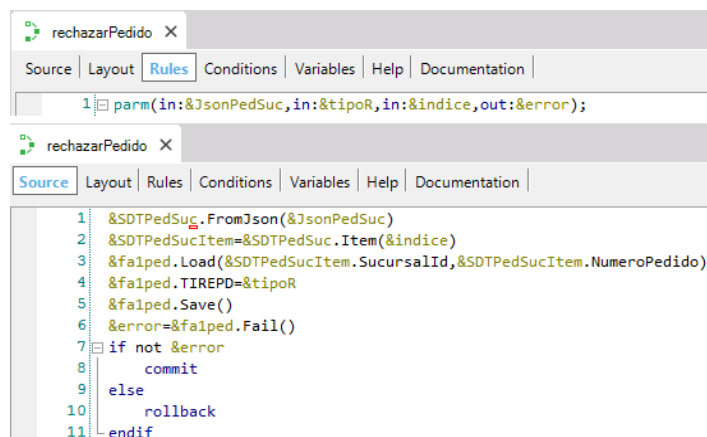 rechazarPedido X
Source Layout Rules Conditions Variables Help Documentation
1 parm(in:&JsonPedSuc,in:&tipoR,in:&indice,out:&error);
rechazarPedido X
Source Layout Rules Conditions Variables Help Documentation
1 &SDTPedSuc.FromJson(&JsonPedSuc)
2 &SDTPedSucItem=&SDTPedSuc.Item(&indice)
3 &fa1ped.Load(&SDTPedSucItem.SucursalId,&SDTPedSucItem.NumeroPedido)
4 &fa1ped.TIREPD=&tipoR
5 &fa1ped.Save()
6 &error=&fa1ped.Fail()
7 if not &error
8 commit
9 else
10 rollback
11 endif